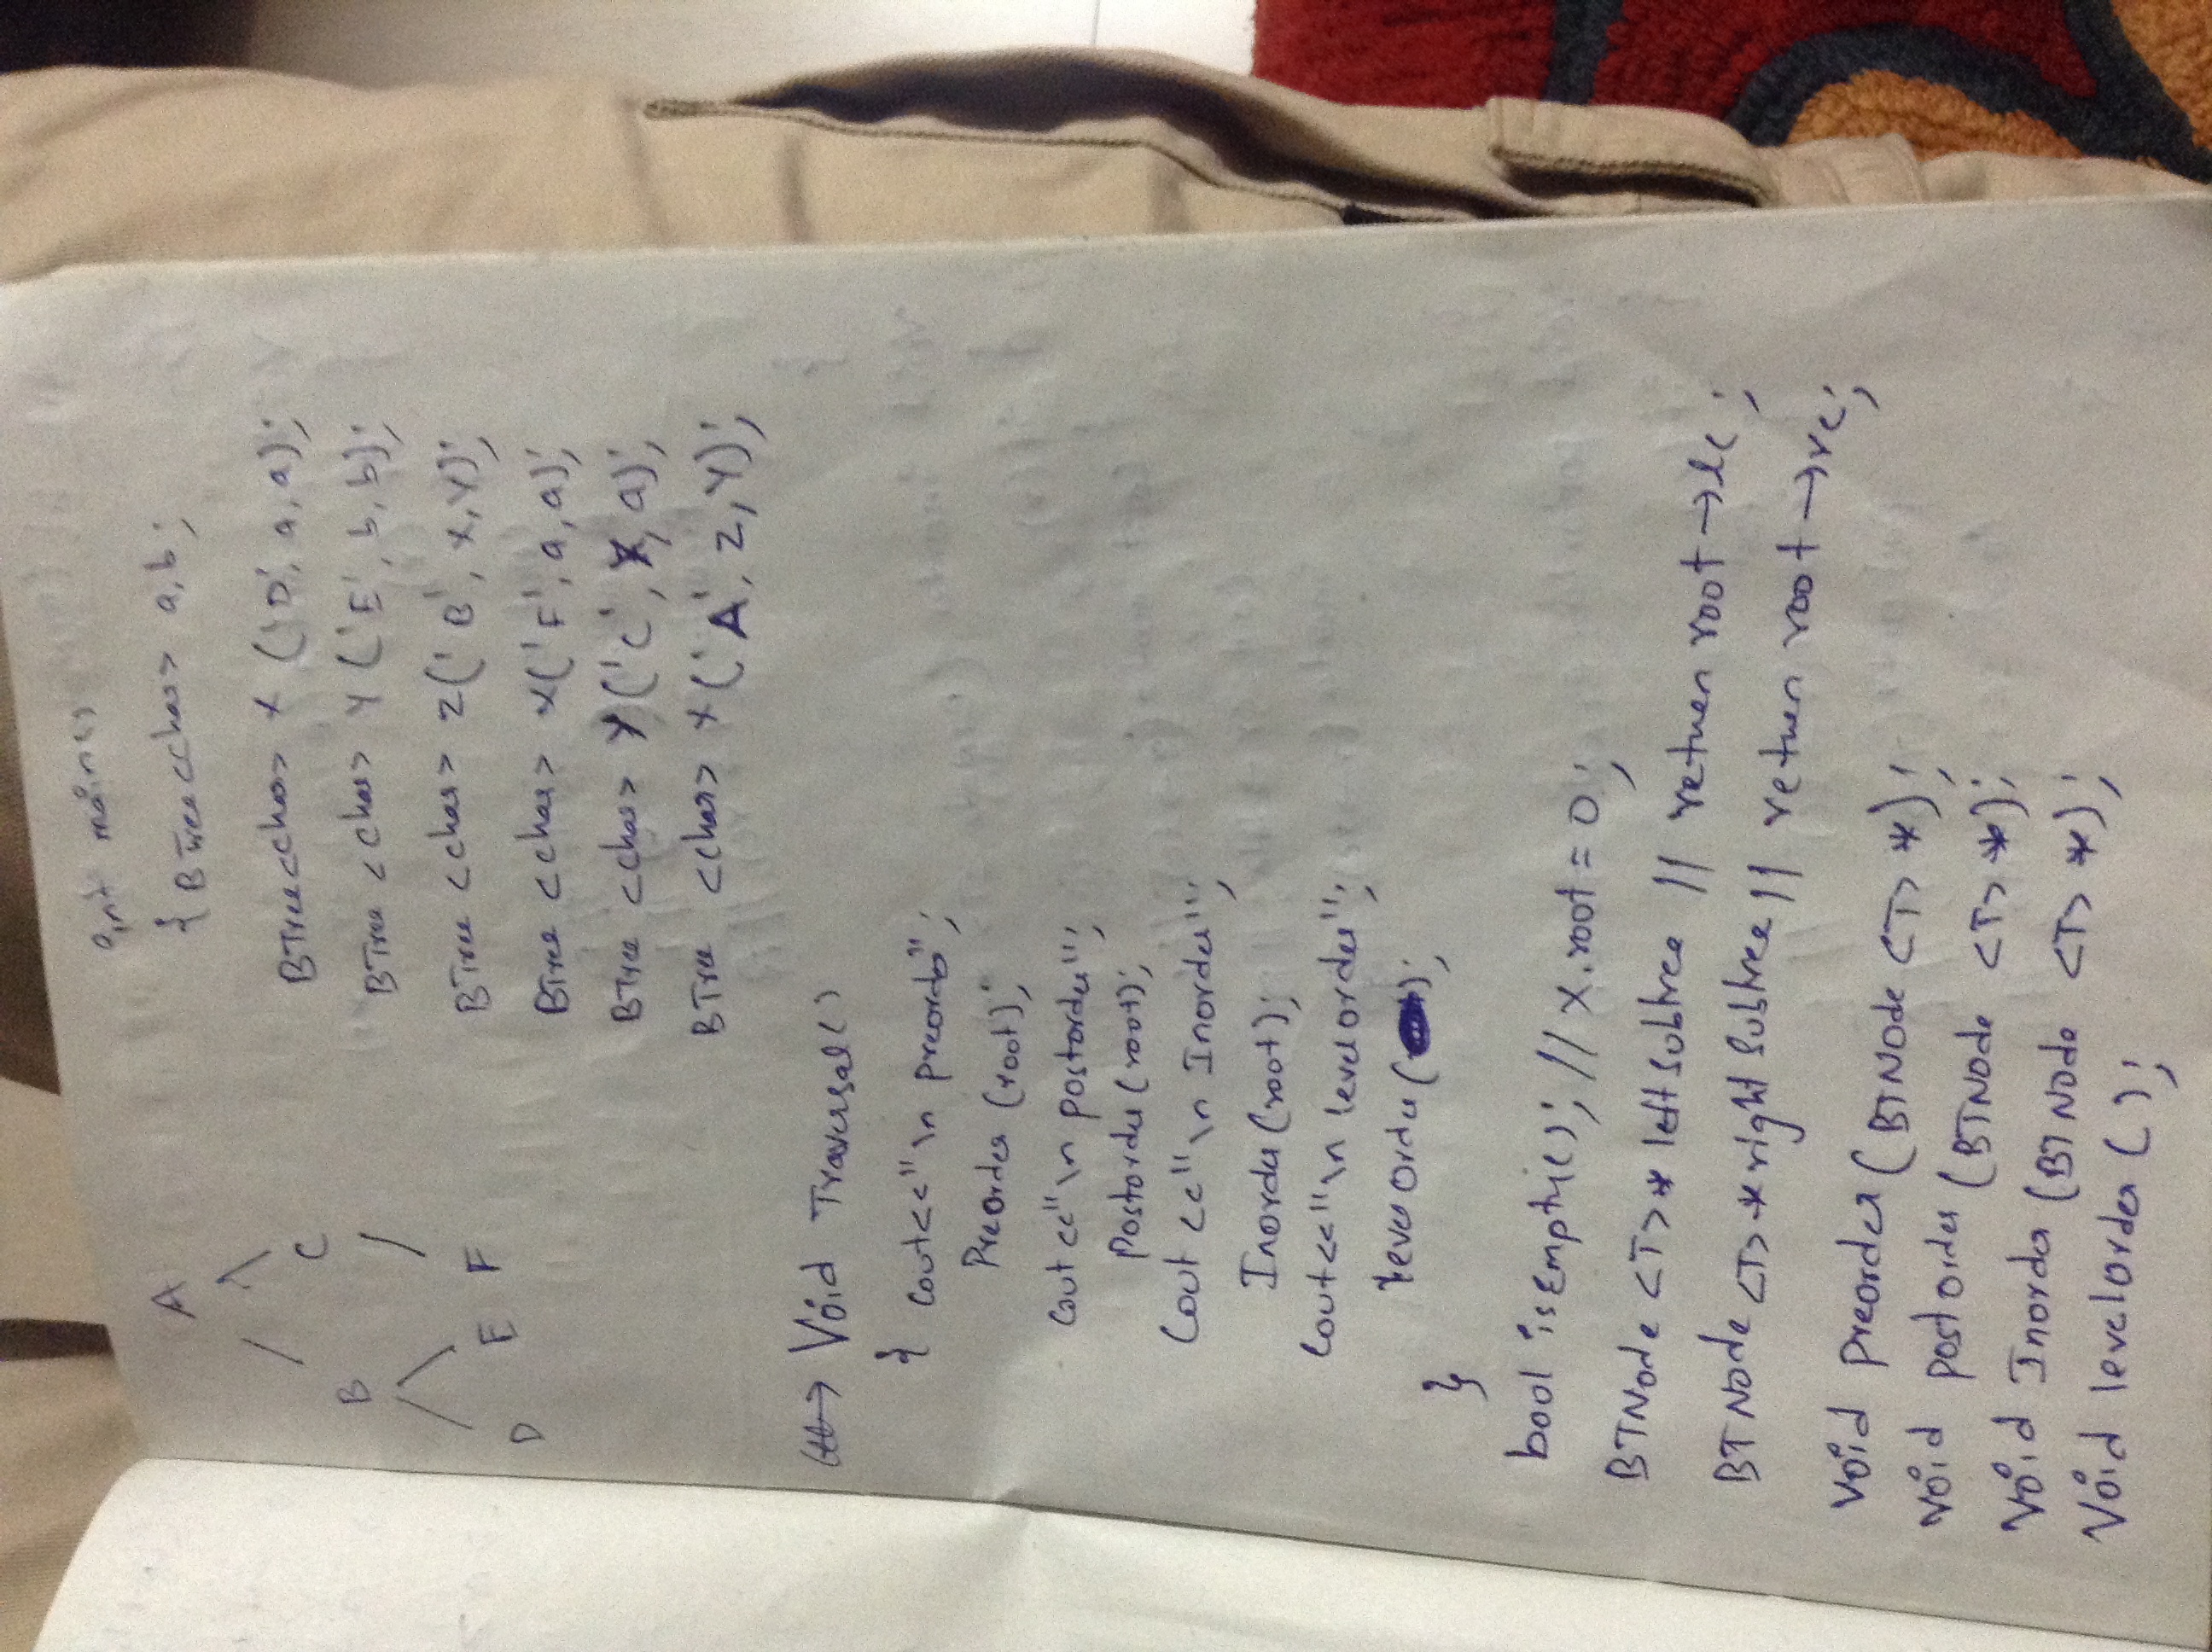 A
B C
D E F
int main()
{ BTree<char> a,b;
BTree<char> X ('D', a,a);
BTree <char> Y ('E', b,b);
BTree <char> Z('B', X,Y);
BTree <char> X('F', a,a);
BTree <char> Y('C', X, a);
BTree <char> X('A', Z,Y);
Void Traversal()
{ Cout<<"\n preorder";
Preorder (root);
Cout <<"\n postorder";
Postorder (root);
Cout <<"\n Inorder";
Inorder (root);
Cout<<"\n levelorder";
levelOrder ( );
}
bool isEmpty(); // X.root = 0;
BTNode <T>* leftSubtree // return root →lc;
BTNode <T>* rightSubtree // return root →rc;
Void preorder (BTNode <T> *);
Void postorder (BTNode <T> *);
Void Inorder (BTNode <T> *);
Void levelorder ( );